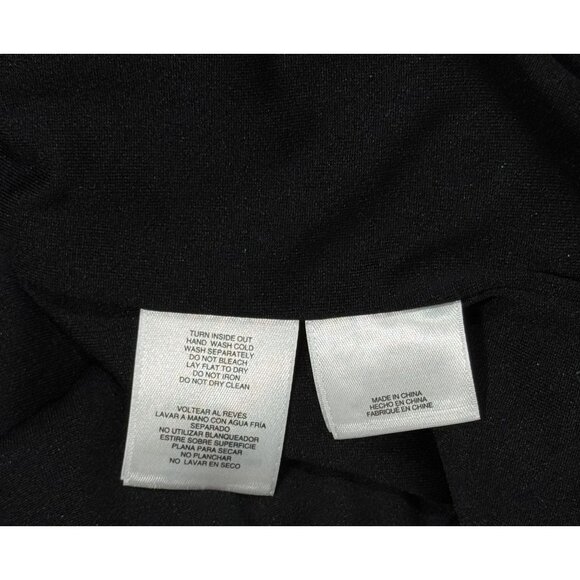 TURN INSIDE OUT
HAND WASH COLD
WASH SEPARATELY
DO NOT BLEACH
LAY FLAT TO DRY
DO NOT IRON
DO NOT DRY CLEAN
VOLTEAR AL REVÉS
LAVAR A MANO CON AGUA FRÍA
SEPARADO
NO UTILIZAR BLANQUEADOR
ESTIRE SOBRE SUPERFICIE
PLANA PARA SECAR
NO PLANCHAR
NO LAVAR EN SECO
MADE IN CHINA
HECHO EN CHINA
FABRIQUÉ EN CHINE